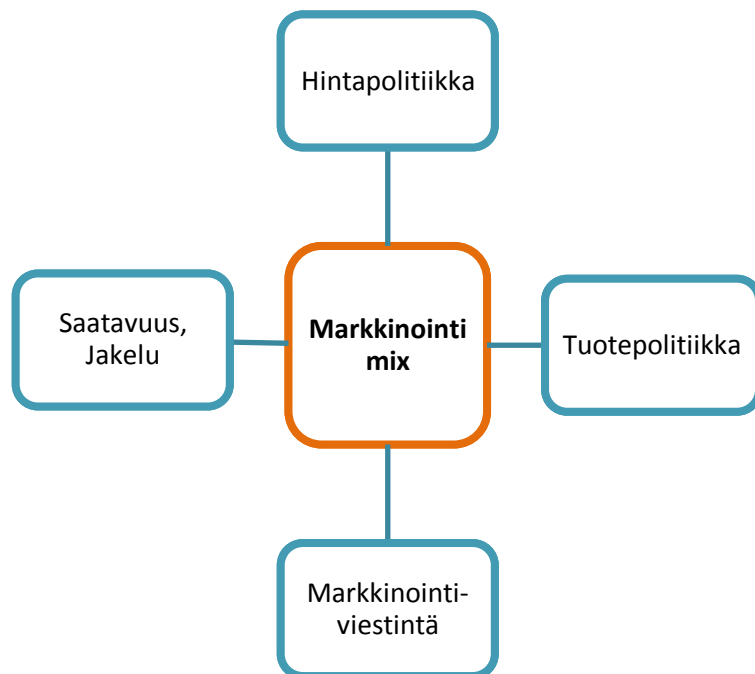 Hintapolitiikka
Saatavuus,
Jakelu
Markkinointi
mix
Tuotepolitiikka
Markkinointi-
viestintä